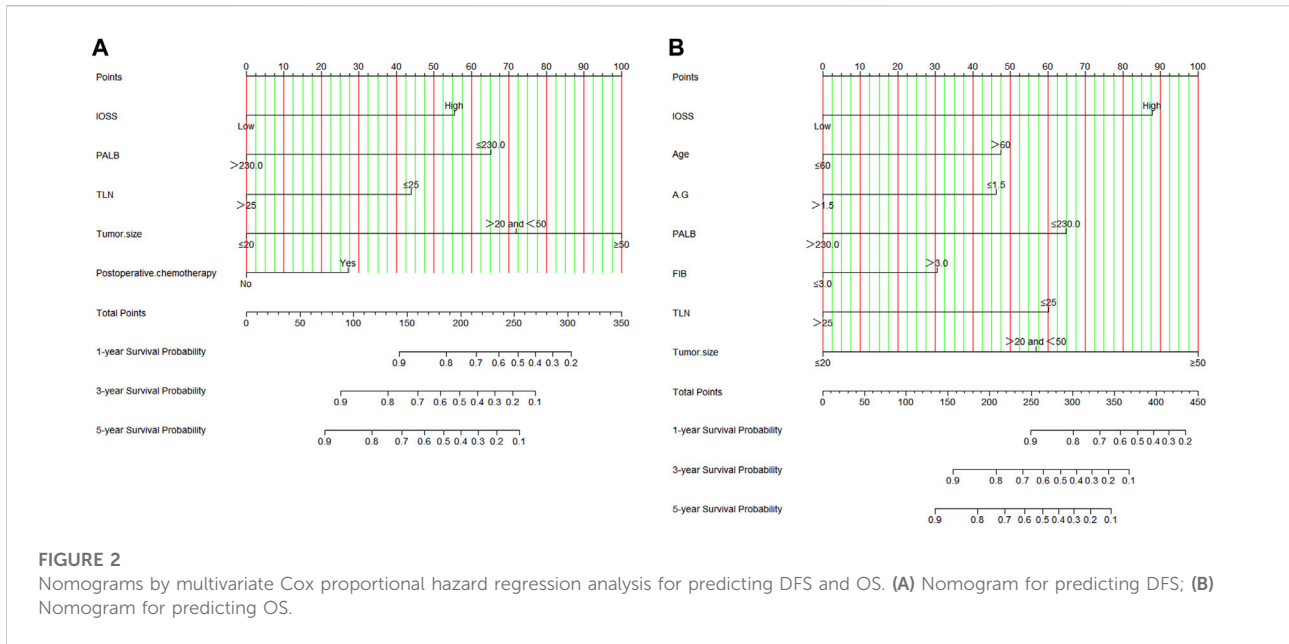 A
Points
0 10 20 30 40 50 60 70 80 90 100
IOSS
High
Low
PALB
≤230.0
>230.0
TLN
≤25
>25
Tumor.size
>20 and <50
≤20
≥50
Postoperative.chemotherapy
Yes
No
Total Points
0 50 100 150 200 250 300 350
1-year Survival Probability
0.9 0.8 0.7 0.6 0.5 0.4 0.3 0.2
3-year Survival Probability
0.9 0.8 0.7 0.6 0.5 0.4 0.3 0.2 0.1
5-year Survival Probability
0.9 0.8 0.7 0.6 0.5 0.4 0.3 0.2 0.1
B
Points
0 10 20 30 40 50 60 70 80 90 100
IOSS
High
Low
Age
>60
≤60
A.G
≤1.5
>1.5
PALB
≤230.0
>230.0
FIB
>3.0
≤3.0
TLN
≤25
>25
Tumor.size
>20 and <50
≤20
≥50
Total Points
0 50 100 150 200 250 300 350 400 450
1-year Survival Probability
0.9 0.8 0.7 0.6 0.5 0.4 0.3 0.2
3-year Survival Probability
0.9 0.8 0.7 0.6 0.5 0.4 0.3 0.2 0.1
5-year Survival Probability
0.9 0.8 0.7 0.6 0.5 0.4 0.3 0.2 0.1
FIGURE 2
Nomograms by multivariate Cox proportional hazard regression analysis for predicting DFS and OS. (A) Nomogram for predicting DFS; (B)
Nomogram for predicting OS.